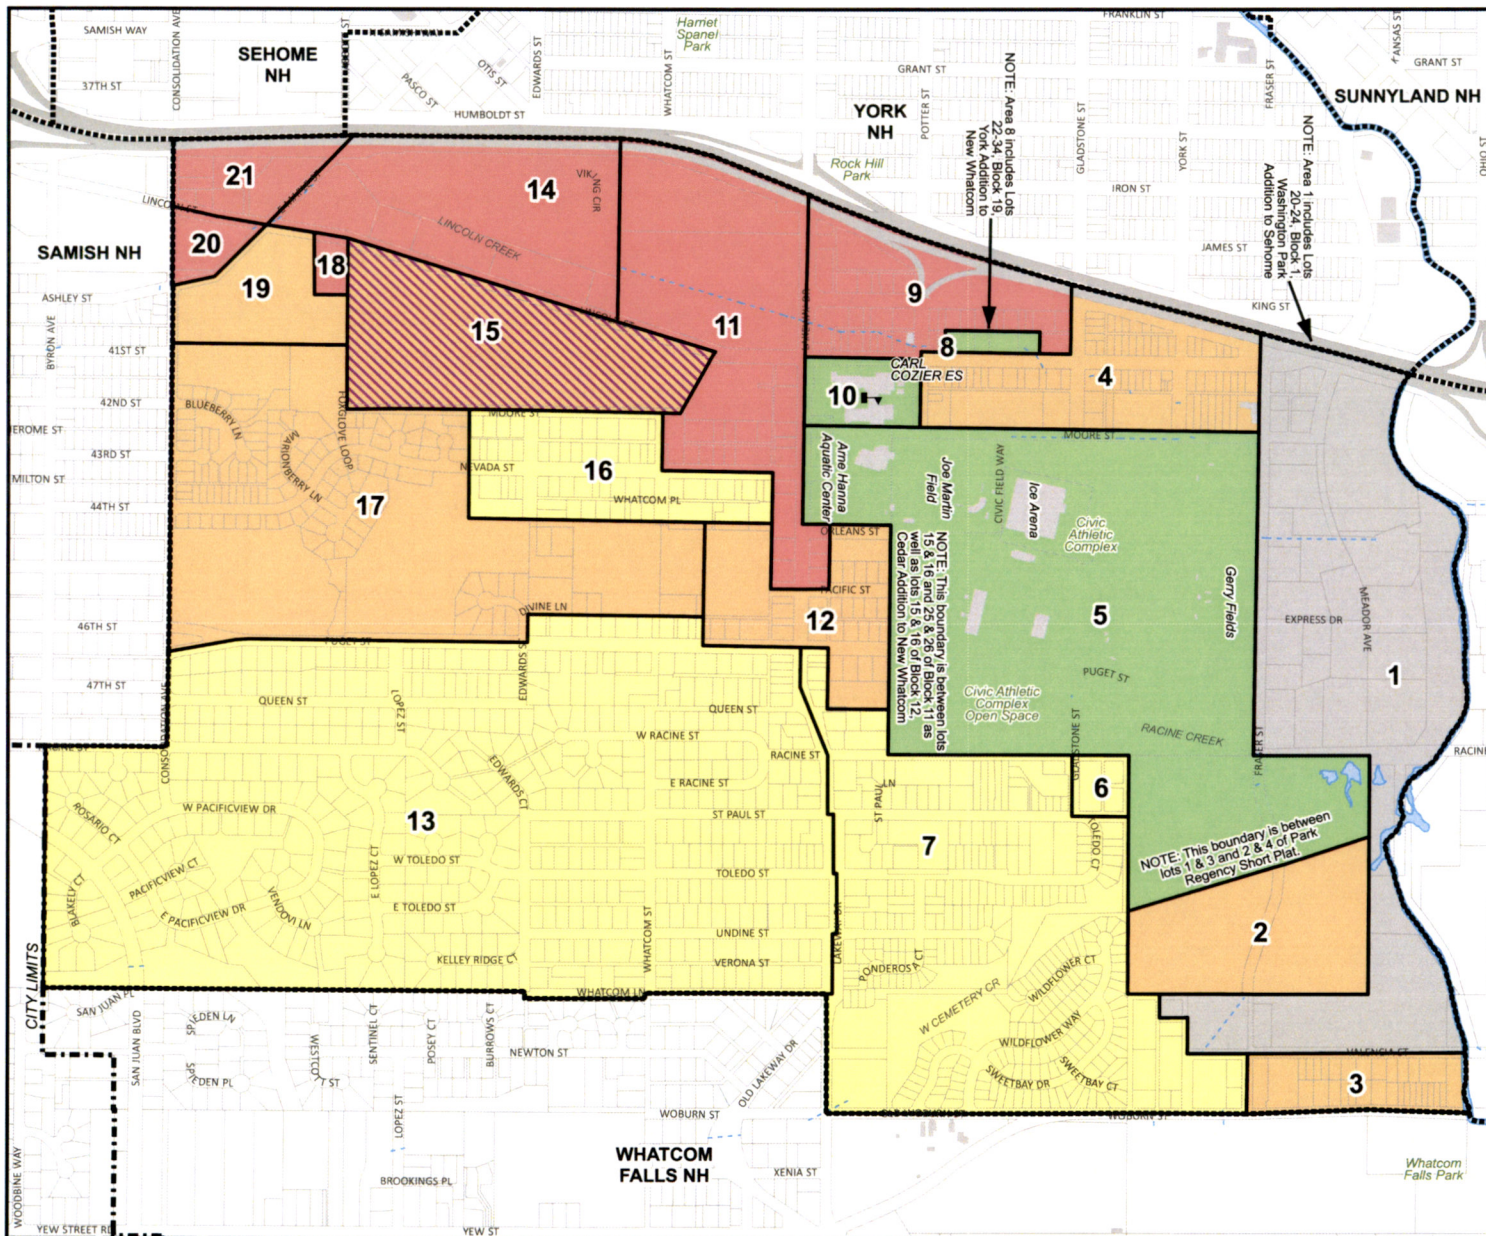 FRANKLIN ST
SAMISH WAY
CONSOLIDATION AVE
SEHOME
NH
OTIS ST
PASCO ST
EDWARDS ST
Harriet
Spanel
Park
WHATCOM ST
GRANT ST
FRASER ST
GRANT ST
37TH ST
HUMBOLDT ST
YORK
NH
POTTER ST
NOTE: Area 8 includes Lots
22-34, Block 19,
York Addition to
New Whatcom
GLADSTONE ST
YORK ST
SUNNYLAND NH
OHIO ST
NOTE: Area 1 includes Lots
20-24, Block 1,
Washington Park
Addition to Sehome
Rock Hill
Park
IRON ST
JAMES ST
KING ST
21
14
LINCOLN ST
LINCOLN CREEK
20
SAMISH NH
18
19
9
11
15
8
CARL
COZIER ES
10
4
ASHLEY ST
BYRON AVE
41ST ST
42ND ST
43RD ST
44TH ST
46TH ST
47TH ST
MILTON ST
BLUEBERRY LN
MARIONBERRY LN
FOXGLOVE LOOP
MOORE ST
NEVADA ST
16
WHATCOM PL
17
MOORE ST
Arne Hanna
Aquatic Center
Joe Martin
Field
CIVIC FIELD WAY
Ice Arena
Civic
Athletic
Complex
Gerry Fields
ORLEANS ST
PACIFIC ST
12
NOTE: This boundary is between lots
15 & 16 and 25 & 26 of Block 11 as
well as lots 15 & 16 of Block 12,
Cedar Addition to New Whatcom
5
EXPRESS DR
MEADOR AVE
1
DIVINE LN
PUGET ST
PUGET ST
Civic Athletic
Complex
Open Space
RACINE CREEK
GLADSTONE ST
FRASER ST
CONSOLIDATION AVE
QUEEN ST
LOPEZ ST
EDWARDS ST
QUEEN ST
W RACINE ST
RACINE ST
E RACINE ST
EDWARDS CT
ST PAUL ST
ST PAUL LN
6
ROSARIO CT
W PACIFICVIEW DR
13
W TOLEDO ST
E LOPEZ CT
PACIFICVIEW CT
BLAKELY CT
E PACIFICVIEW DR
VENDOVI LN
E TOLEDO ST
TOLEDO ST
7
TOLEDO CT
NOTE: This boundary is between
lots 1 & 3 and 2 & 4 of Park
Regency Short Plat.
2
UNDINE ST
VERONA ST
KELLEY RIDGE CT
WHATCOM ST
LAKEWAY DR
PONDEROSA CT
W CEMETERY CR
WILDFLOWER CT
WILDFLOWER WAY
SWEETBAY DR
SWEETBAY CT
WHATCOM LN
CITY LIMITS
SAN JUAN PL
SAN JUAN BLVD
SPIEDEN LN
SPIEDEN PL
WESCOTT ST
SENTINEL CT
POSEY CT
BURROWS CT
NEWTON ST
OLD LAKEWAY DR
VALENCIA ST
3
LOPEZ ST
WOBURN ST
OLD WOBURN ST
WOBURN ST
WHATCOM
FALLS NH
XENIA ST
Whatcom
Falls Park
WOODBINE WAY
BROOKINGS PL
YEW STREET RD
YEW ST